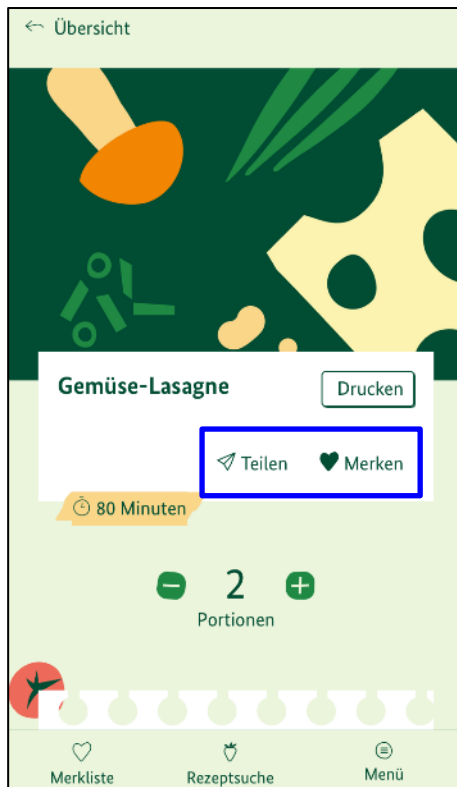 Übersicht
Gemüse-Lasagne
Drucken
Teilen
Merken
80 Minuten
2
Portionen
Merkliste
Rezeptsuche
Menü